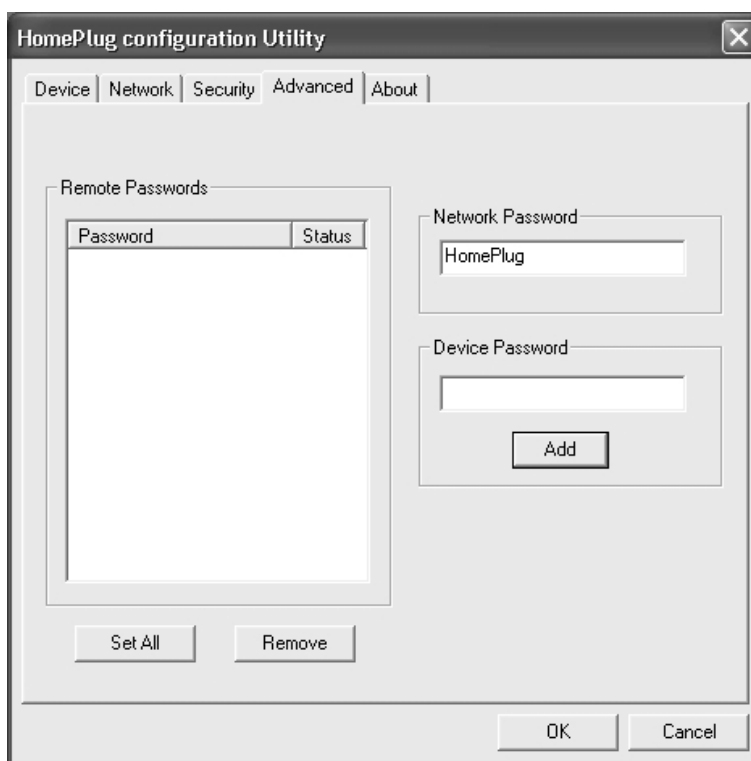 HomePlug configuration Utility
Device Network Security Advanced About
Remote Passwords
Password Status
Network Password
HomePlug
Device Password
Add
Set All Remove
OK Cancel